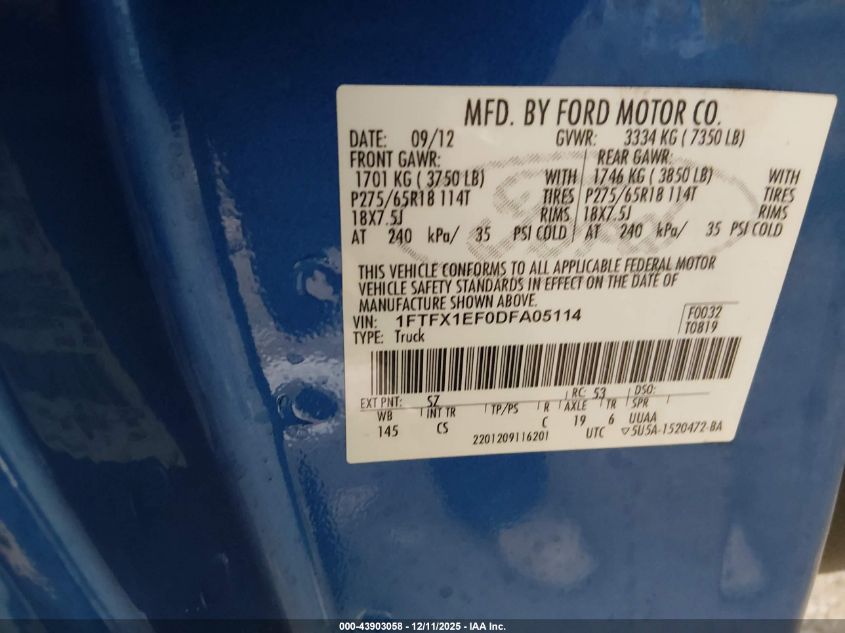 MFD. BY FORD MOTOR CO.
DATE: 09/12 GVWR: 3334 KG ( 7350 LB)
FRONT GAWR: REAR GAWR:
1701 KG ( 3750 LB) WITH 1746 KG ( 3850 LB) WITH
P275/65R18 114T TIRES P275/65R18 114T TIRES
18X7.5J RIMS 18X7.5J RIMS
AT 240 kPa/ 35 PSI COLD AT 240 kPa/ 35 PSI COLD
THIS VEHICLE CONFORMS TO ALL APPLICABLE FEDERAL MOTOR
VEHICLE SAFETY STANDARDS IN EFFECT ON THE DATE OF
MANUFACTURE SHOWN ABOVE.
VIN: 1FTFX1EF0DFA05114 F0032
TYPE: Truck T0819
EXT PNT: SZ RC: 53 DSO:
WB INT TR TP/PS R AXLE TR SPR
145 CS C 19 6 UUAA
2201209116201 UTC ▽5U5A-1520472-BA
000-43903058 - 12/11/2025 - IAA Inc.